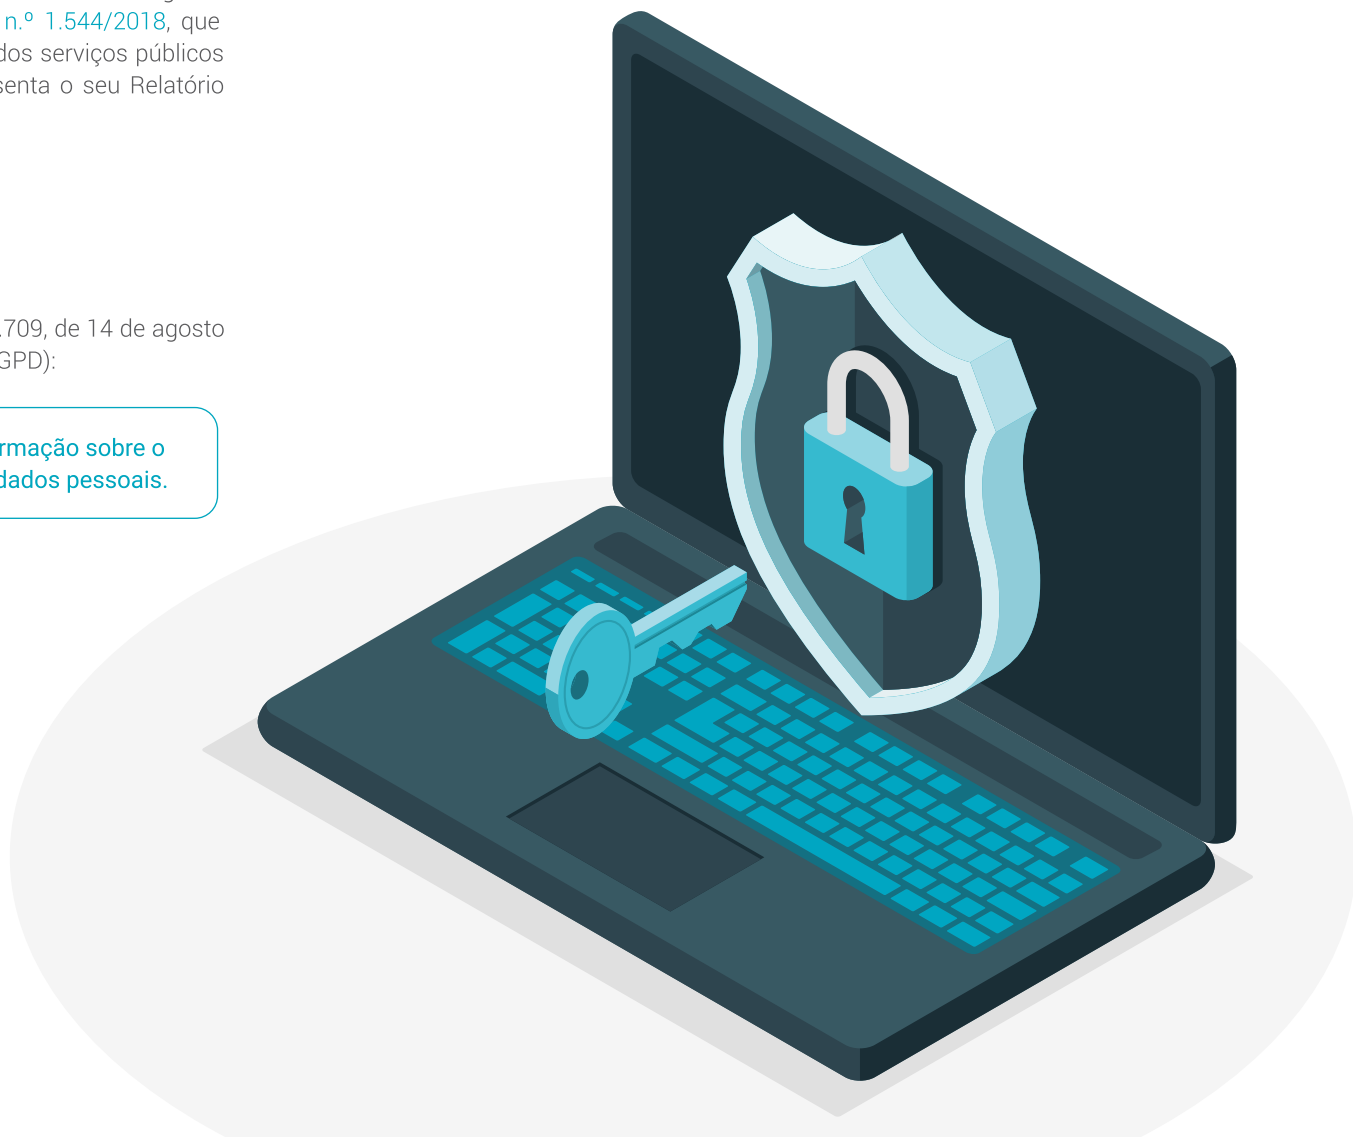 n.º 1.544/2018, que
dos serviços públicos
senta o seu Relatório
.709, de 14 de agosto
GPD):
rmação sobre o
dados pessoais.